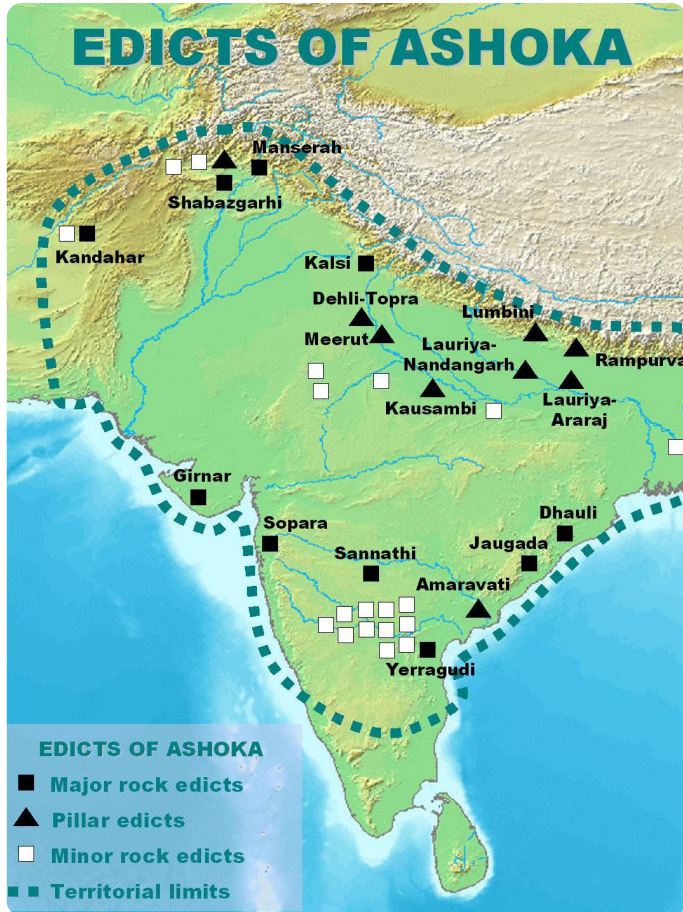 EDICTS OF ASHOKA
Manserah
Shabazgarhi
Kandahar
Kalsi
Dehli-Topra
Lumbini
Meerut
Lauriya-
Nandangarh
Rampurva
Kausambi
Lauriya-
Araraj
Girnar
Sopara
Dhauli
Jaugada
Sannathi
Amaravati
Yerragudi
EDICTS OF ASHOKA
Major rock edicts
Pillar edicts
Minor rock edicts
Territorial limits